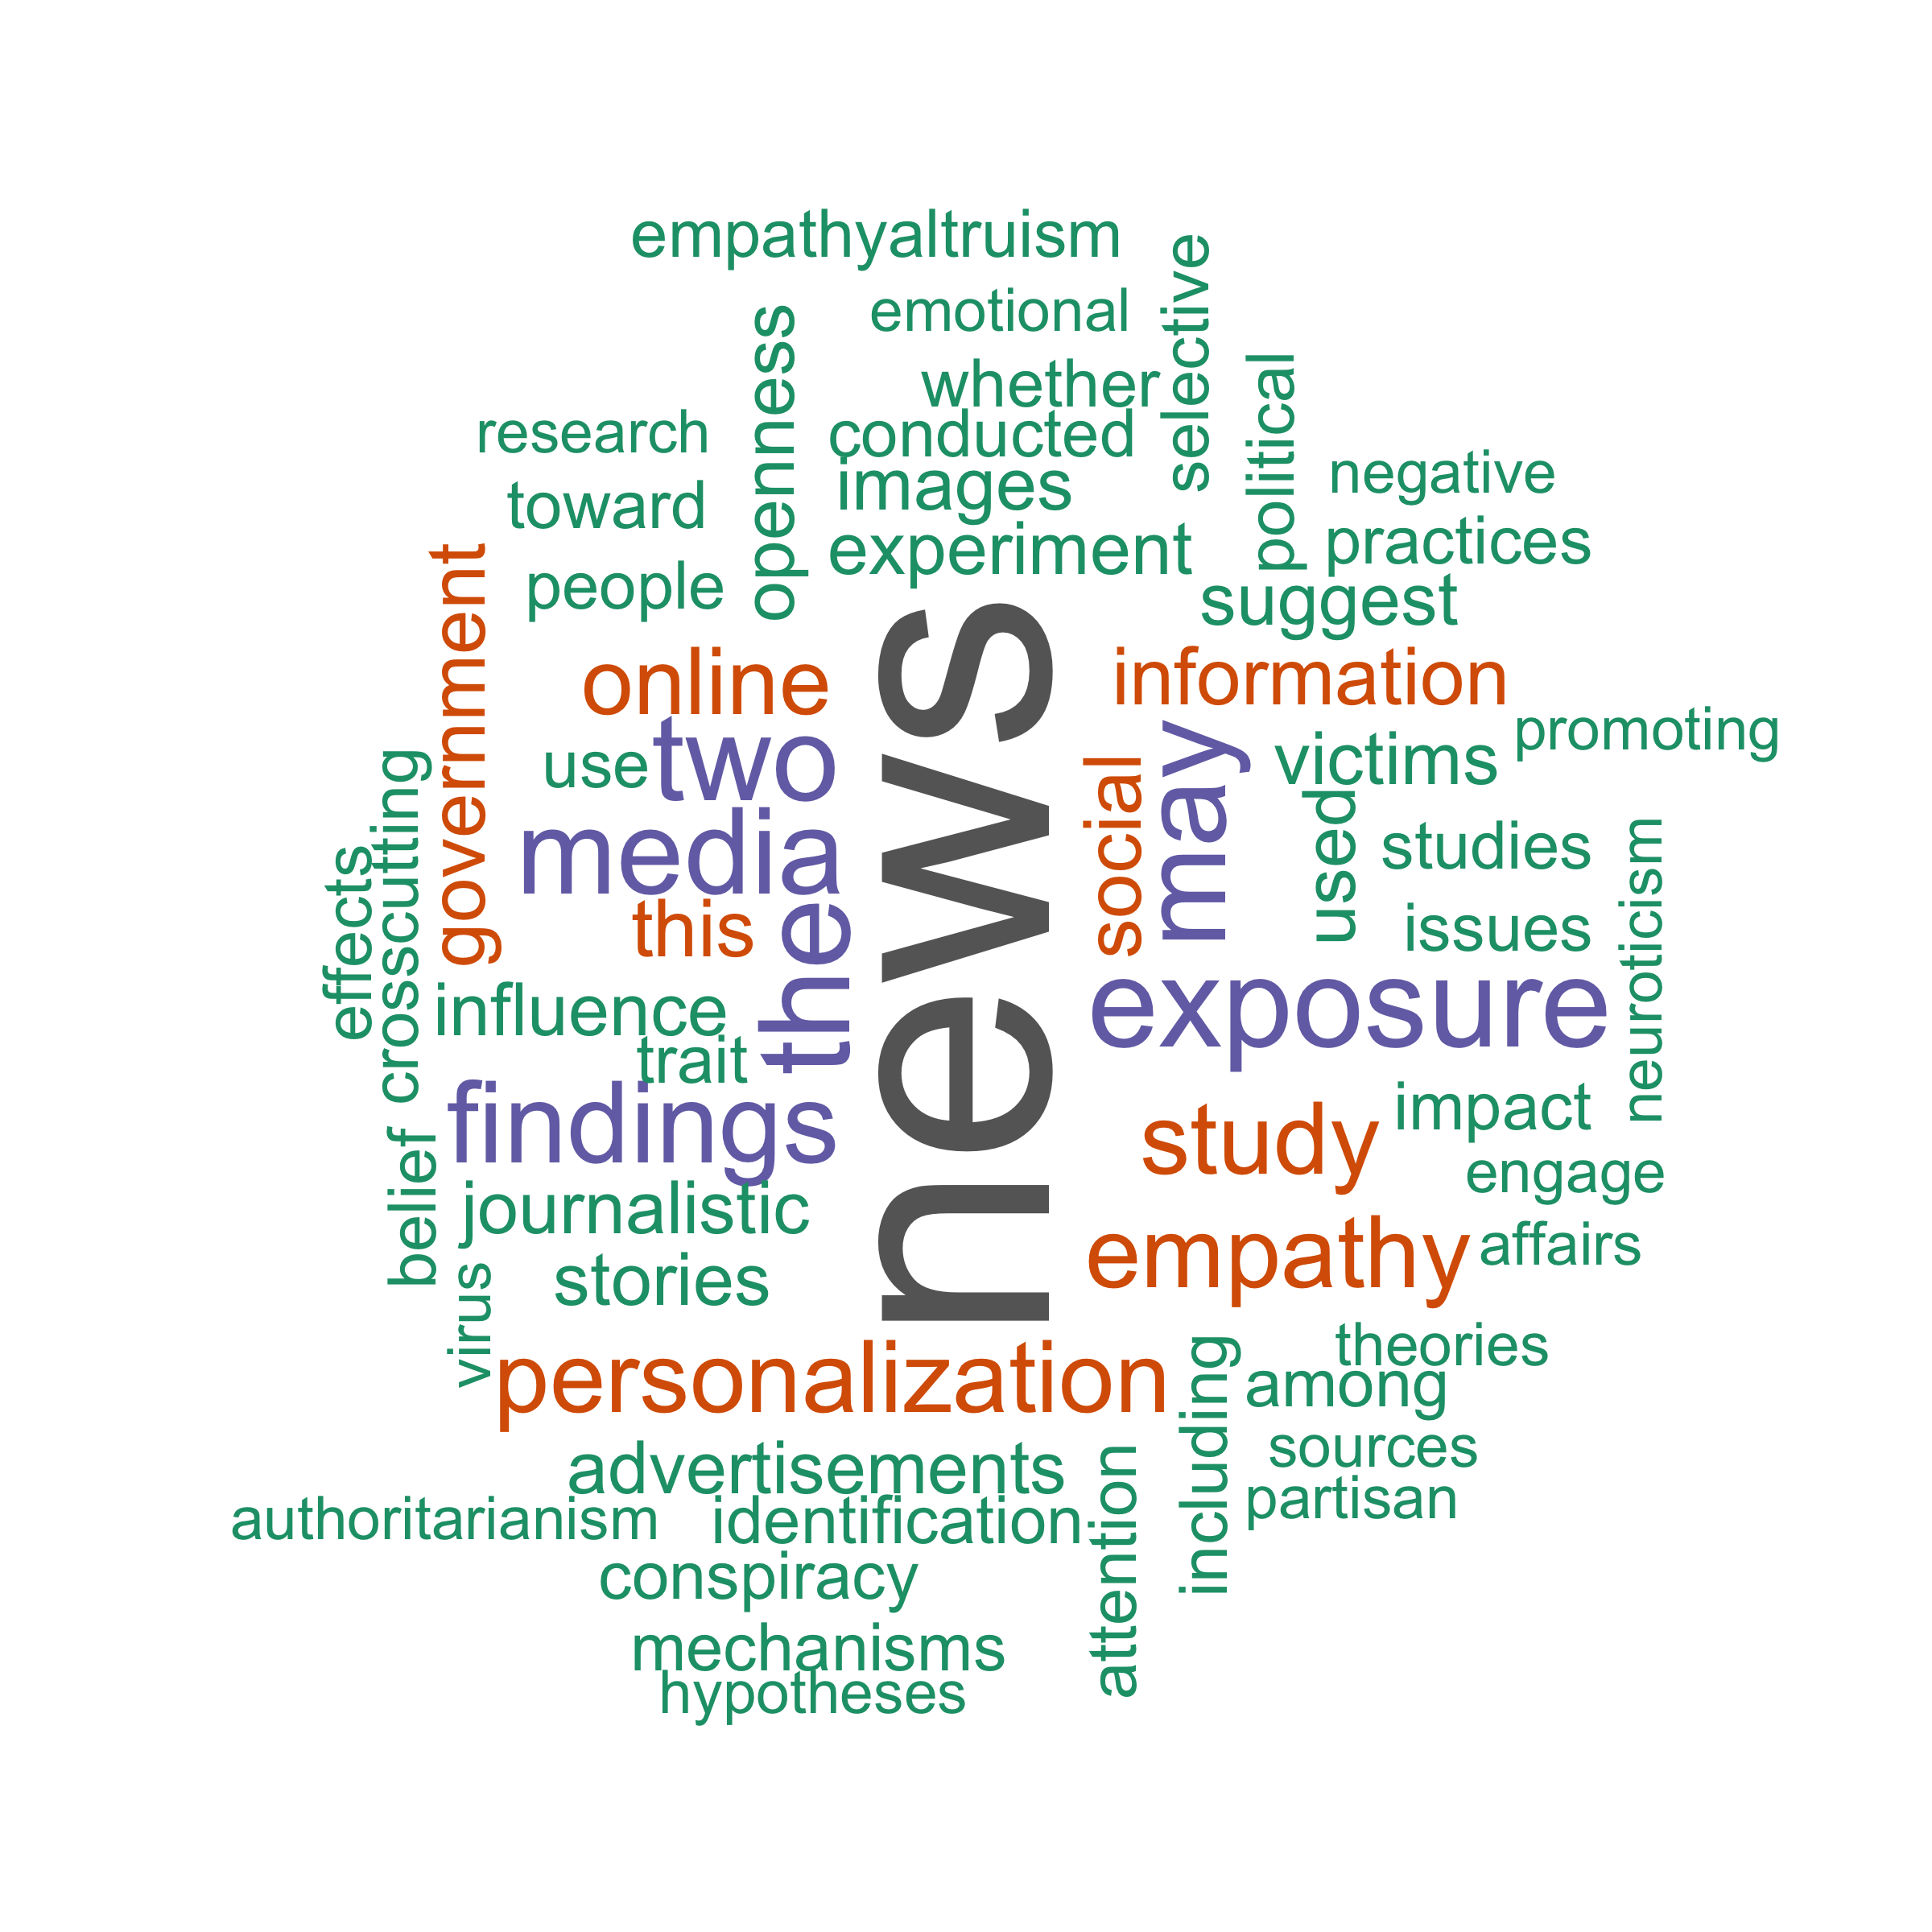 empathyaltruism
emotional
selective
openness
whether
political
research
conducted
negative
toward
images
practices
people
experiment
suggest
government
online
news
information
promoting
use
two
social
may
victims
crosscutting
media
used
studies
effects
this
the
issues
neuroticism
influence
exposure
trait
findings
study
impact
belief
journalistic
engage
empathy
affairs
virus
stories
personalization
including
theories
among
advertisements
attention
sources
authoritarianism
identification
partisan
conspiracy
mechanisms
hypotheses